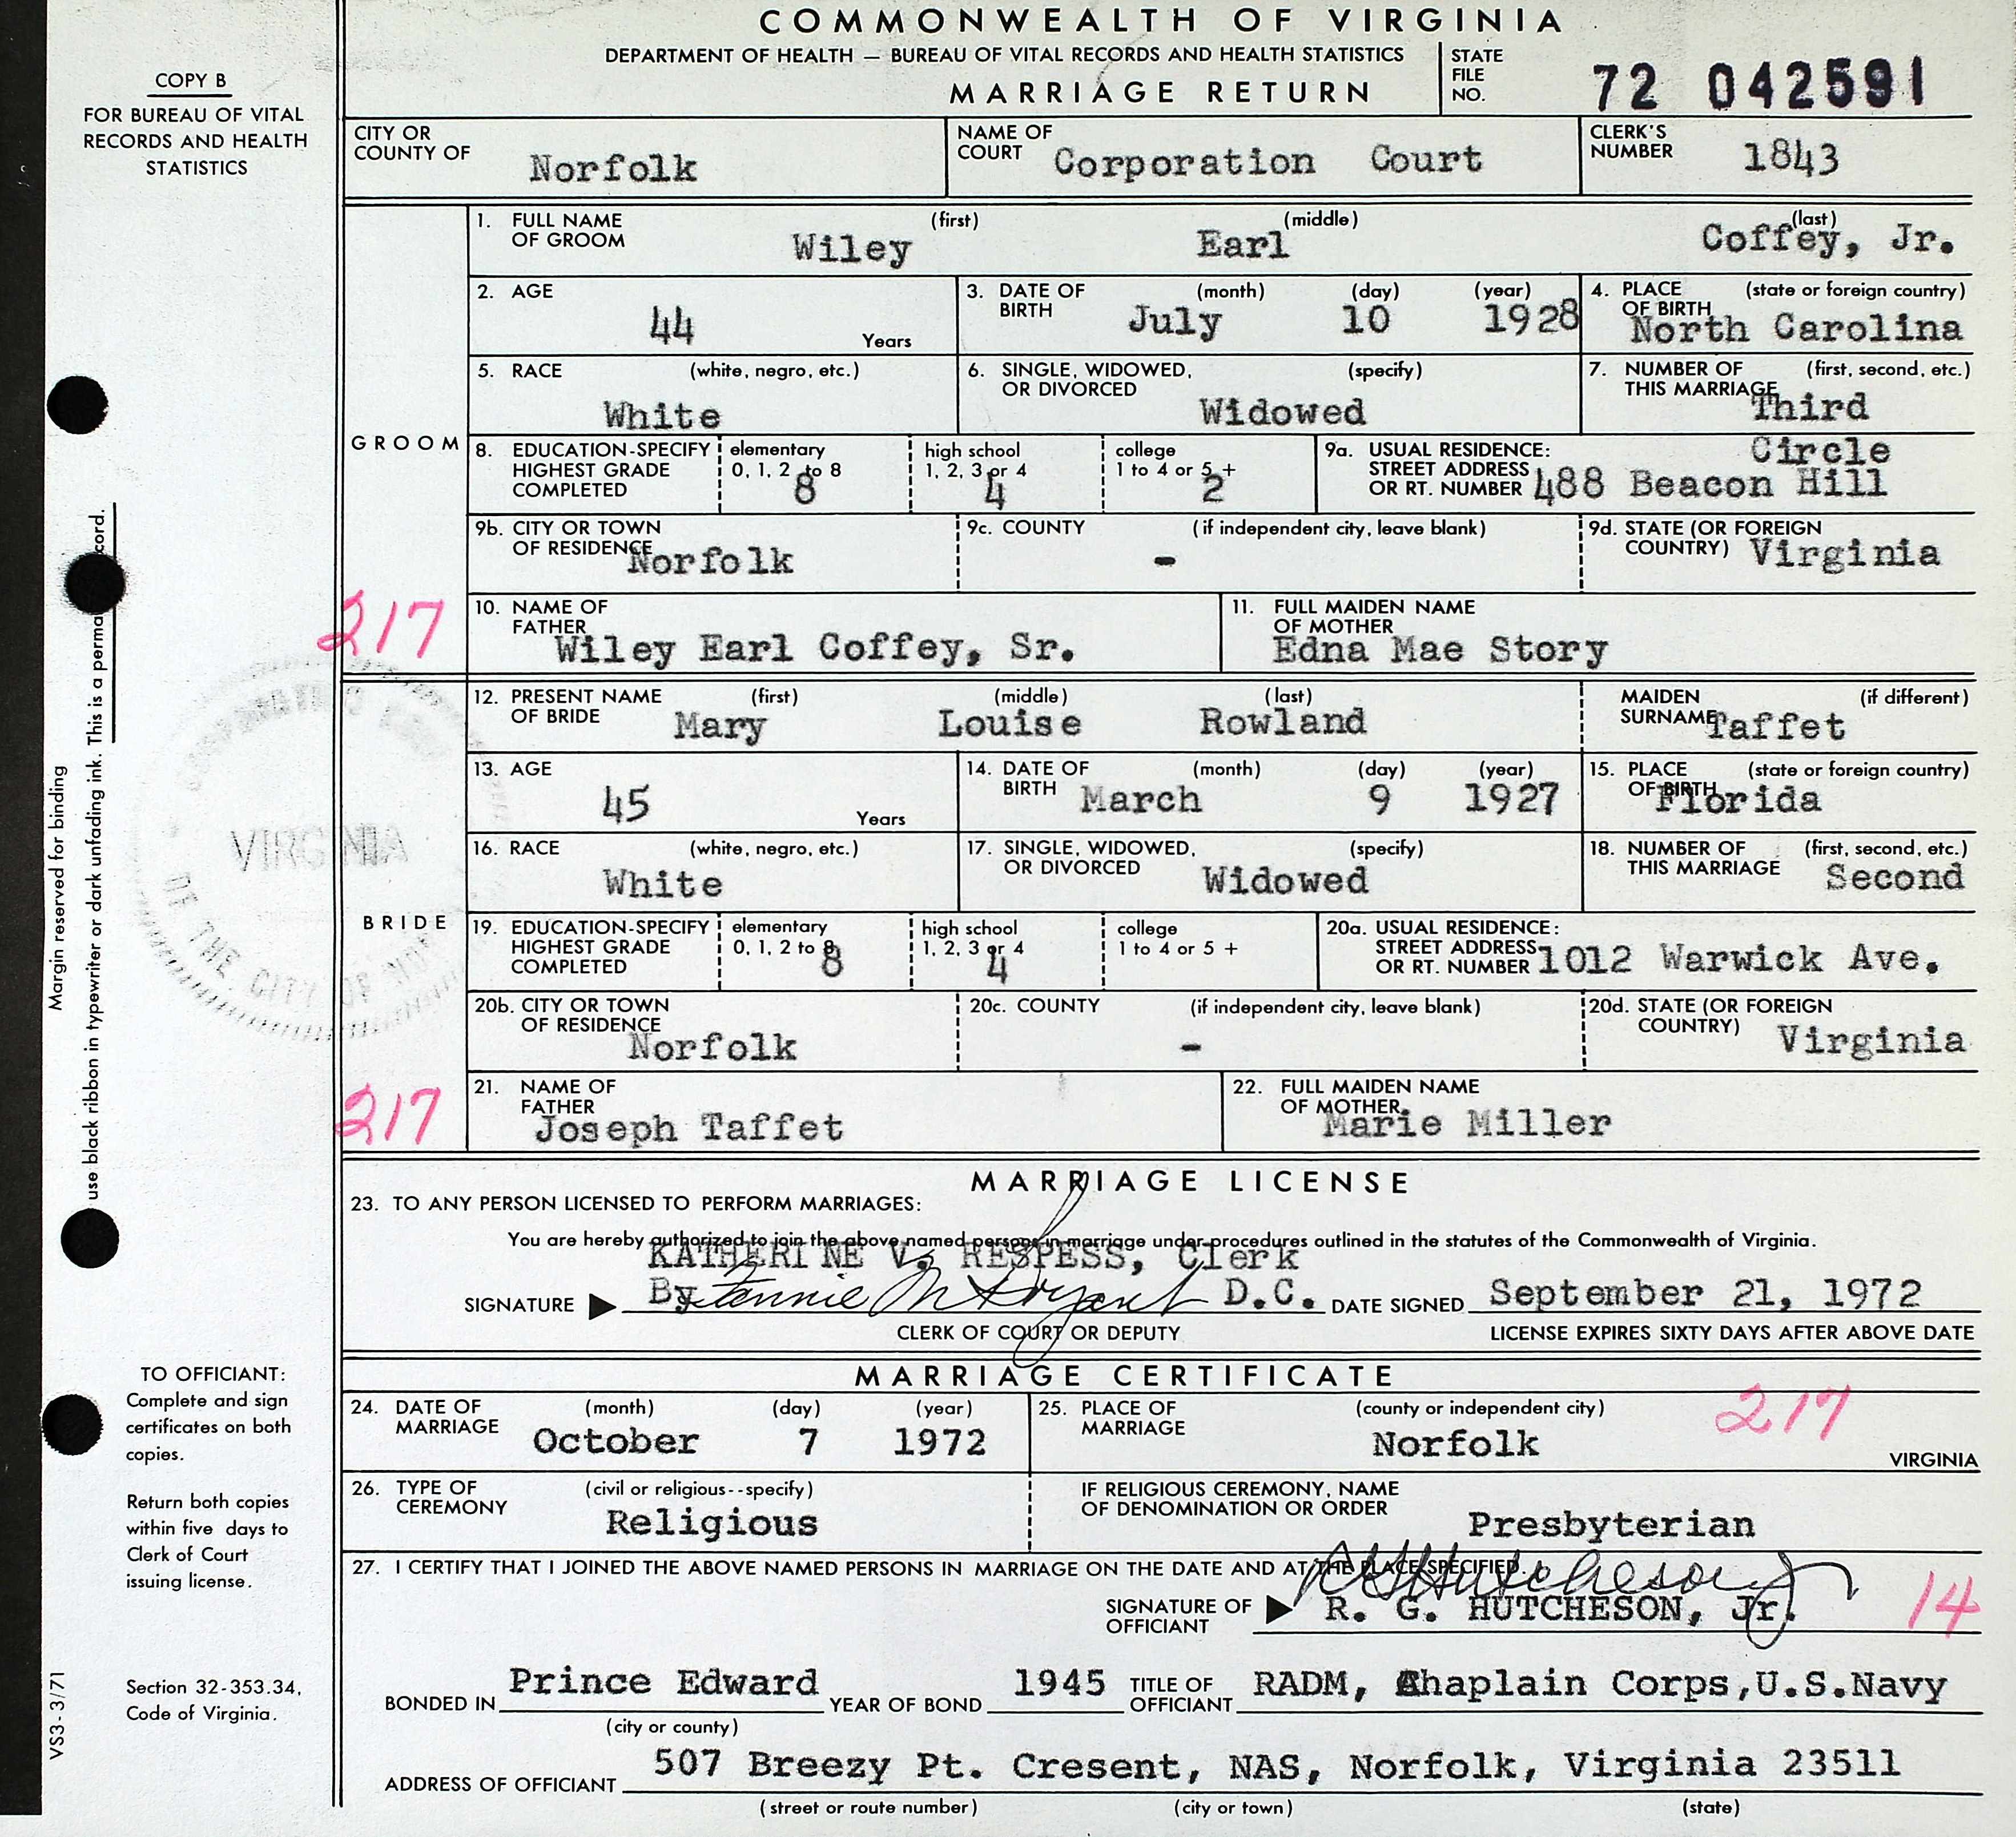 COMMONWEALTH OF VIRGINIA
DEPARTMENT OF HEALTH — BUREAU OF VITAL RECORDS AND HEALTH STATISTICS
MARRIAGE RETURN
STATE FILE NO. 72 042591
COPY B
FOR BUREAU OF VITAL
RECORDS AND HEALTH
STATISTICS
CITY OR COUNTY OF Norfolk
NAME OF COURT Corporation Court
CLERK'S NUMBER 1843
GROOM
1. FULL NAME OF GROOM (first) Wiley (middle) Earl (last) Coffey, Jr.
2. AGE 44 Years
3. DATE OF BIRTH (month) July (day) 10 (year) 1928
4. PLACE OF BIRTH (state or foreign country) North Carolina
5. RACE (white, negro, etc.) White
6. SINGLE, WIDOWED, OR DIVORCED (specify) Widowed
7. NUMBER OF THIS MARRIAGE (first, second, etc.) Third
8. EDUCATION-SPECIFY HIGHEST GRADE COMPLETED elementary 0, 1, 2 to 8 8 high school 1, 2, 3 or 4 4 college 1 to 4 or 5 + 2
9a. USUAL RESIDENCE: STREET ADDRESS OR RT. NUMBER 488 Beacon Hill Circle
9b. CITY OR TOWN OF RESIDENCE Norfolk
9c. COUNTY (if independent city, leave blank) -
9d. STATE (OR FOREIGN COUNTRY) Virginia
217
10. NAME OF FATHER Wiley Earl Coffey, Sr.
11. FULL MAIDEN NAME OF MOTHER Edna Mae Story
BRIDE
12. PRESENT NAME OF BRIDE (first) Mary (middle) Louise (last) Rowland
MAIDEN SURNAME (if different) Taffet
13. AGE 45 Years
14. DATE OF BIRTH (month) March (day) 9 (year) 1927
15. PLACE OF BIRTH (state or foreign country) Florida
16. RACE (white, negro, etc.) White
17. SINGLE, WIDOWED, OR DIVORCED (specify) Widowed
18. NUMBER OF THIS MARRIAGE (first, second, etc.) Second
19. EDUCATION-SPECIFY HIGHEST GRADE COMPLETED elementary 0, 1, 2 to 8 8 high school 1, 2, 3 or 4 4 college 1 to 4 or 5 +
20a. USUAL RESIDENCE: STREET ADDRESS OR RT. NUMBER 1012 Warwick Ave.
20b. CITY OR TOWN OF RESIDENCE Norfolk
20c. COUNTY (if independent city, leave blank) -
20d. STATE (OR FOREIGN COUNTRY) Virginia
217
21. NAME OF FATHER Joseph Taffet
22. FULL MAIDEN NAME OF MOTHER Marie Miller
VIRGINIA
OF THE CITY OF
Margin reserved for binding
use black ribbon in typewriter or dark unfading ink. This is a perma cord.
MARRIAGE LICENSE
23. TO ANY PERSON LICENSED TO PERFORM MARRIAGES:
You are hereby authorized to join the above named persons in marriage under procedures outlined in the statutes of the Commonwealth of Virginia.
KATHERINE V. RESPESS, Clerk
SIGNATURE By D.C. DATE SIGNED September 21, 1972
CLERK OF COURT OR DEPUTY
LICENSE EXPIRES SIXTY DAYS AFTER ABOVE DATE
MARRIAGE CERTIFICATE
24. DATE OF MARRIAGE (month) October (day) 7 (year) 1972
25. PLACE OF MARRIAGE (county or independent city) Norfolk VIRGINIA
217
26. TYPE OF CEREMONY (civil or religious--specify) Religious
IF RELIGIOUS CEREMONY, NAME OF DENOMINATION OR ORDER Presbyterian
27. I CERTIFY THAT I JOINED THE ABOVE NAMED PERSONS IN MARRIAGE ON THE DATE AND AT THE PLACE SPECIFIED.
R G Hutcheson Jr
SIGNATURE OF OFFICIANT R. G. HUTCHESON, Jr.
14
BONDED IN Prince Edward YEAR OF BOND 1945 TITLE OF OFFICIANT RADM, Chaplain Corps,U.S.Navy
(city or county)
ADDRESS OF OFFICIANT 507 Breezy Pt. Cresent, NAS, Norfolk, Virginia 23511
(street or route number) (city or town) (state)
TO OFFICIANT:
Complete and sign
certificates on both
copies.
Return both copies
within five days to
Clerk of Court
issuing license.
Section 32-353.34,
Code of Virginia.
VS3-3/71